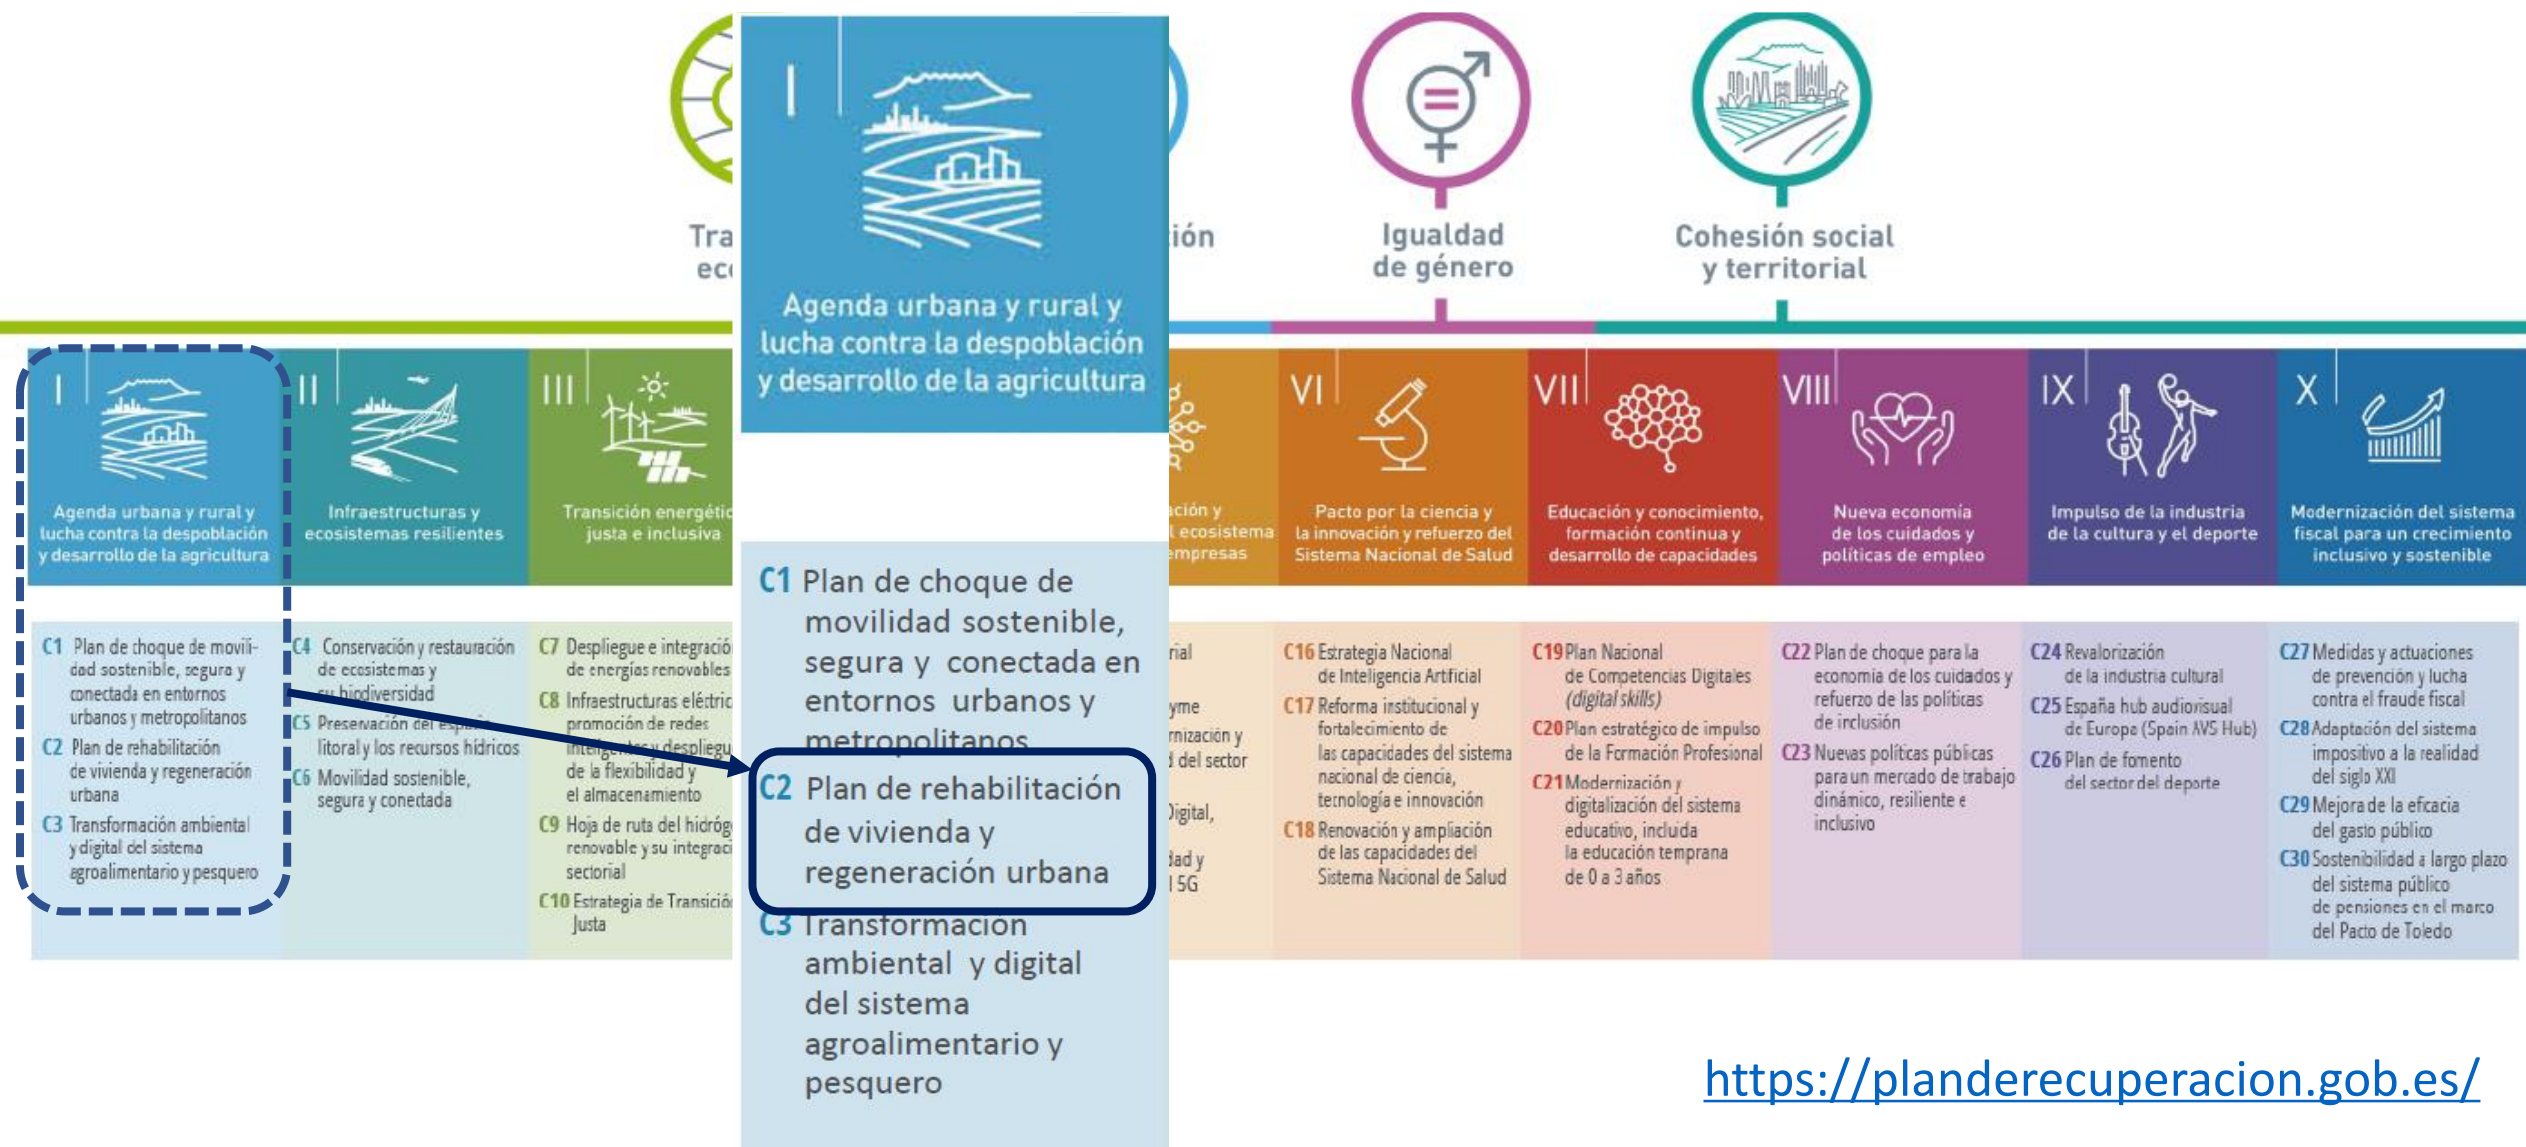 Tra
eco
ión
Igualdad
de género
Cohesión social
y territorial
I
Agenda urbana y rural y
lucha contra la despoblación
y desarrollo de la agricultura
C1 Plan de choque de
movilidad sostenible,
segura y conectada en
entornos urbanos y
metropolitanos
C2 Plan de rehabilitación
de vivienda y
regeneración urbana
C3 Transformación
ambiental y digital
del sistema
agroalimentario y
pesquero
I
Agenda urbana y rural y
lucha contra la despoblación
y desarrollo de la agricultura
C1 Plan de choque de movili-
dad sostenible, segura y
conectada en entornos
urbanos y metropolitanos
C2 Plan de rehabilitación
de vivienda y regeneración
urbana
C3 Transformación ambiental
y digital del sistema
agroalimentario y pesquero
II
Infraestructuras y
ecosistemas resilientes
C4 Conservación y restauración
de ecosistemas y
su biodiversidad
C5 Preservación del espacio
litoral y los recursos hídricos
C6 Movilidad sostenible,
segura y conectada
III
Transición energétic
justa e inclusiva
C7 Despliegue e integració
de energías renovables
C8 Infraestructuras eléctric
promoción de redes
inteligentes y despliegu
de la flexibilidad y
el almacenamiento
C9 Hoja de ruta del hidróg
renovable y su integraci
sectorial
C10 Estrategia de Transició
Justa
ación y
l ecosistema
empresas
rial
yme
rnización y
d del sector
Digital,
dad y
l 5G
VI
Pacto por la ciencia y
la innovación y refuerzo del
Sistema Nacional de Salud
C16 Estrategia Nacional
de Inteligencia Artificial
C17 Reforma institucional y
fortalecimiento de
las capacidades del sistema
nacional de ciencia,
tecnología e innovación
C18 Renovación y ampliación
de las capacidades del
Sistema Nacional de Salud
VII
Educación y conocimiento,
formación continua y
desarrollo de capacidades
C19 Plan Nacional
de Competencias Digitales
(digital skills)
C20 Plan estratégico de impulso
de la Formación Profesional
C21 Modernización y
digitalización del sistema
educativo, incluida
la educación temprana
de 0 a 3 años
VIII
Nueva economía
de los cuidados y
políticas de empleo
C22 Plan de choque para la
economía de los cuidados y
refuerzo de las políticas
de inclusión
C23 Nuevas políticas públicas
para un mercado de trabajo
dinámico, resiliente e
inclusivo
IX
Impulso de la industria
de la cultura y el deporte
C24 Revalorización
de la industria cultural
C25 España hub audiovisual
de Europa (Spain AVS Hub)
C26 Plan de fomento
del sector del deporte
X
Modernización del sistema
fiscal para un crecimiento
inclusivo y sostenible
C27 Medidas y actuaciones
de prevención y lucha
contra el fraude fiscal
C28 Adaptación del sistema
impositivo a la realidad
del siglo XXI
C29 Mejora de la eficacia
del gasto público
C30 Sostenibilidad a largo plazo
del sistema público
de pensiones en el marco
del Pacto de Toledo
https://planderecuperacion.gob.es/